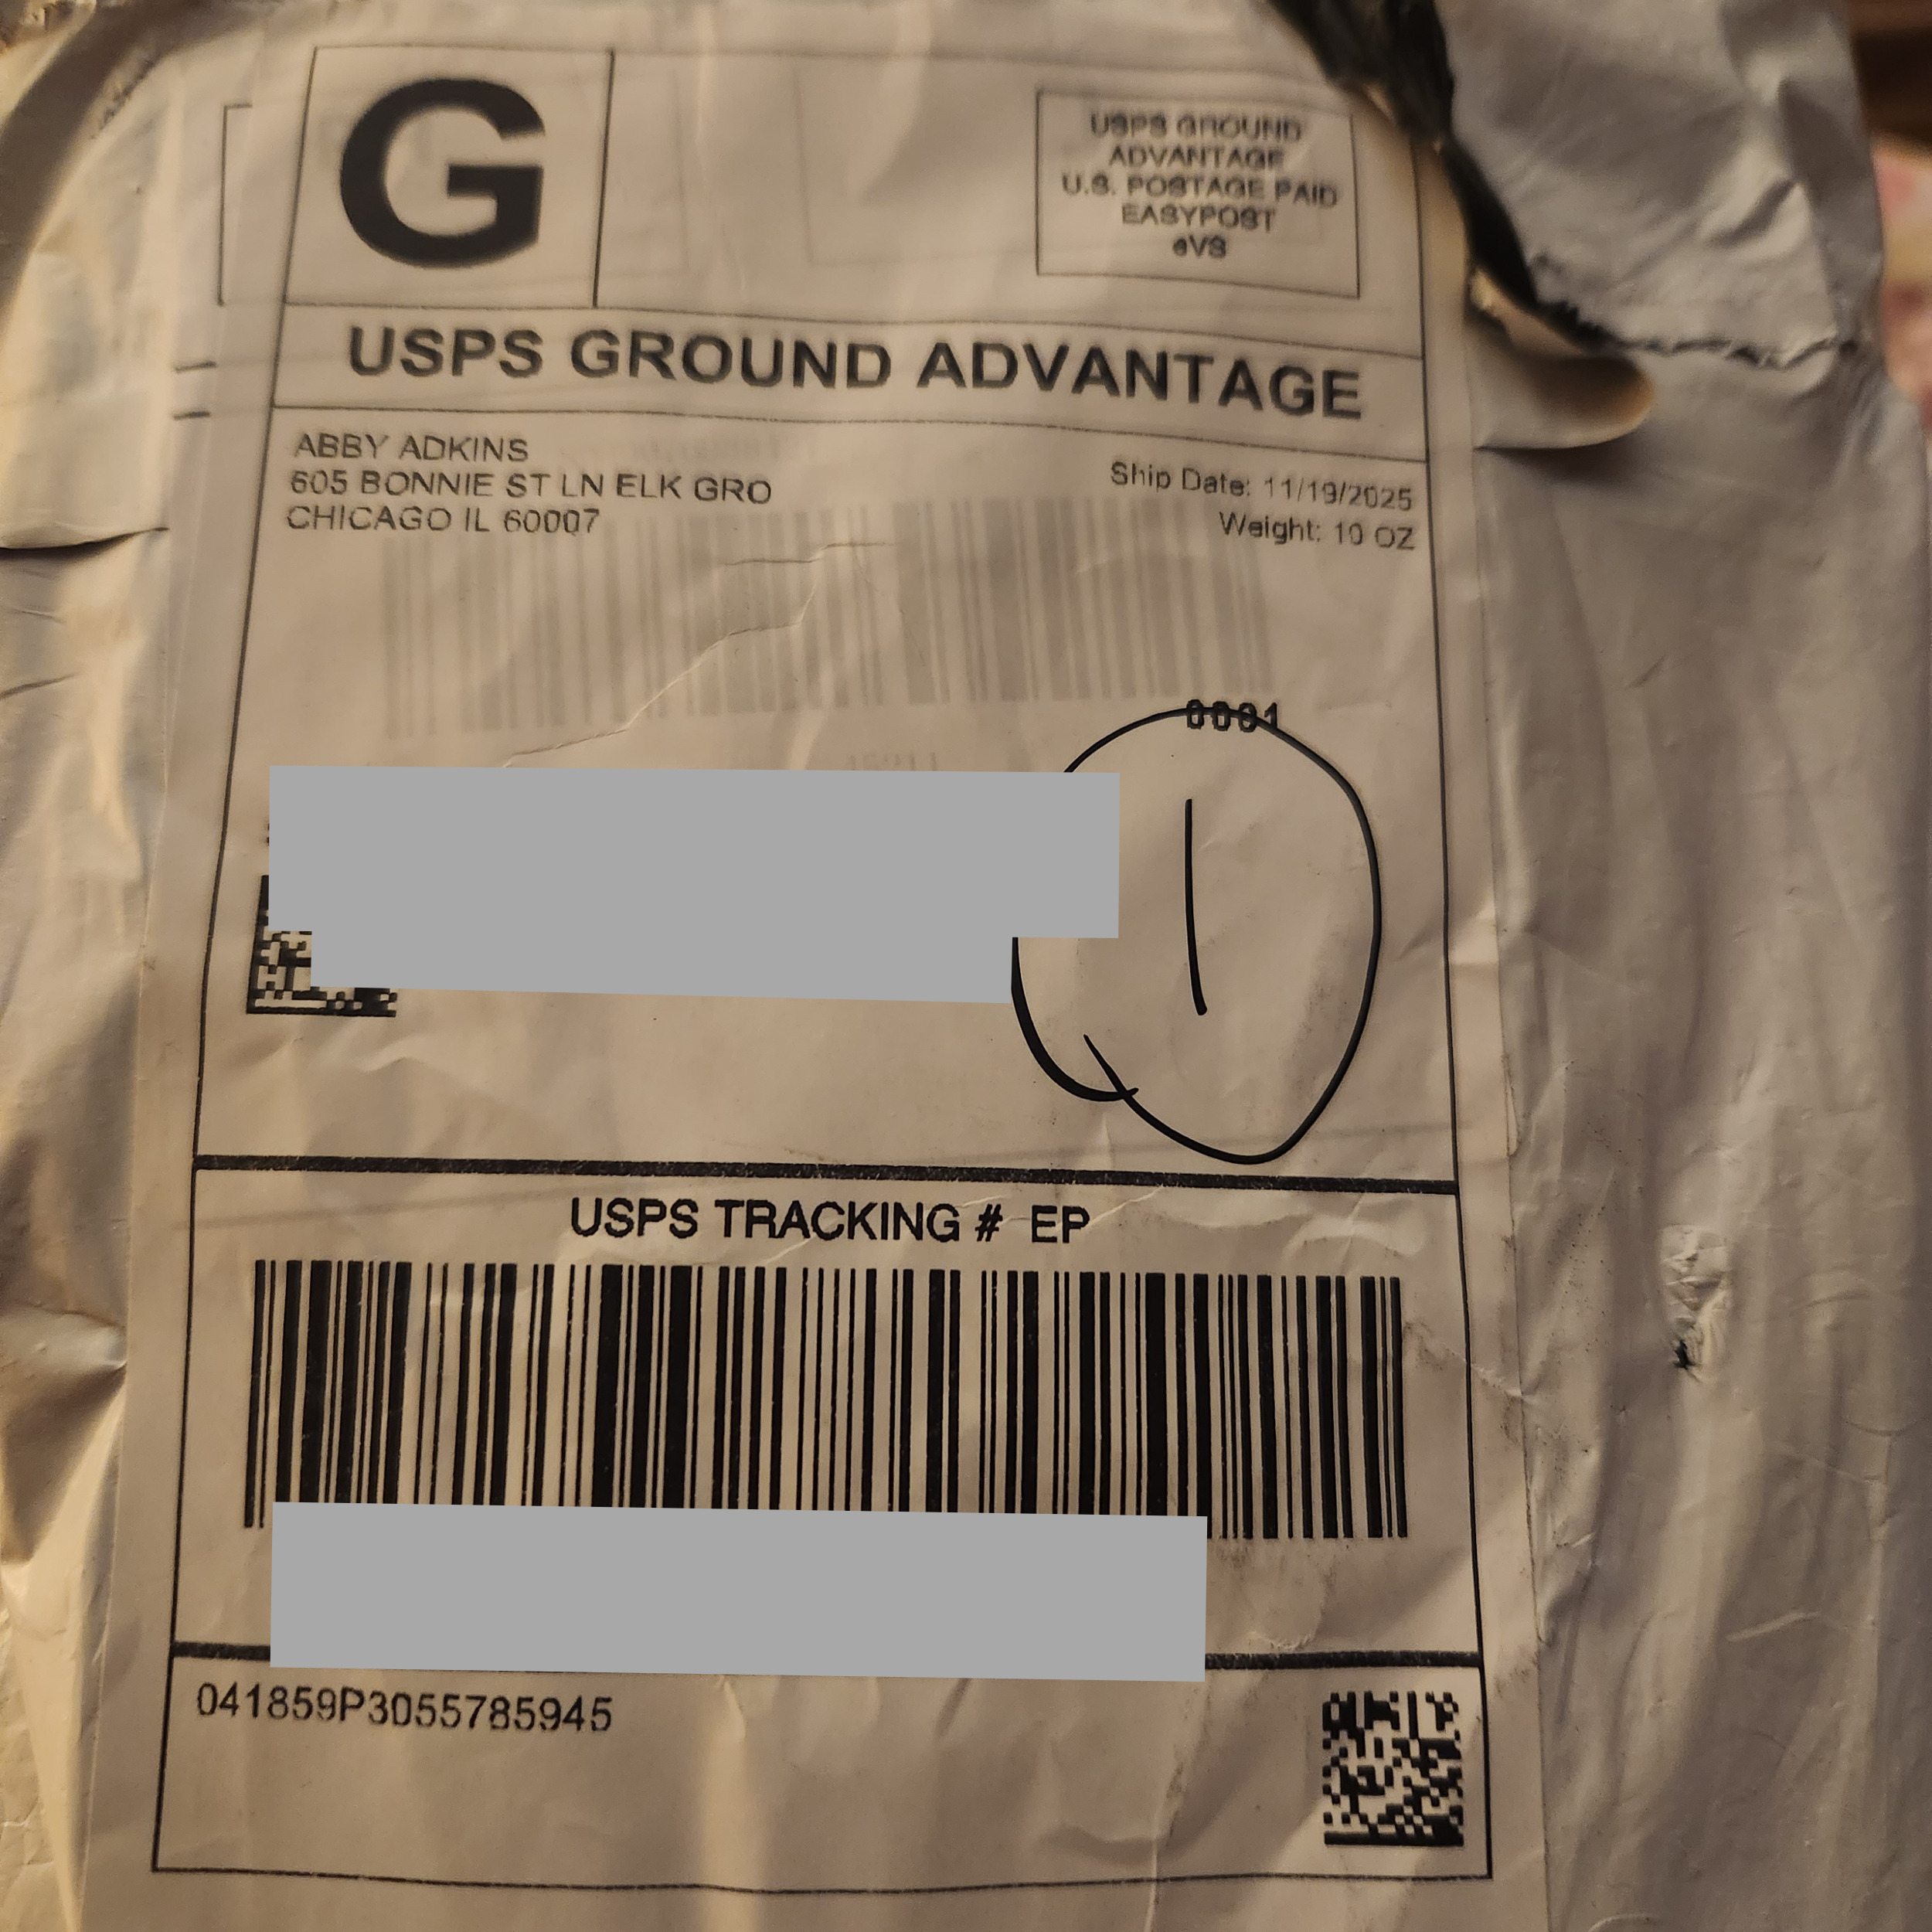 G
USPS GROUND
ADVANTAGE
U.S. POSTAGE PAID
EASYPOST
eVS
USPS GROUND ADVANTAGE
ABBY ADKINS
605 BONNIE ST LN ELK GRO
CHICAGO IL 60007
Ship Date: 11/19/2025
Weight: 10 OZ
0001
1
USPS TRACKING # EP
041859P3055785945